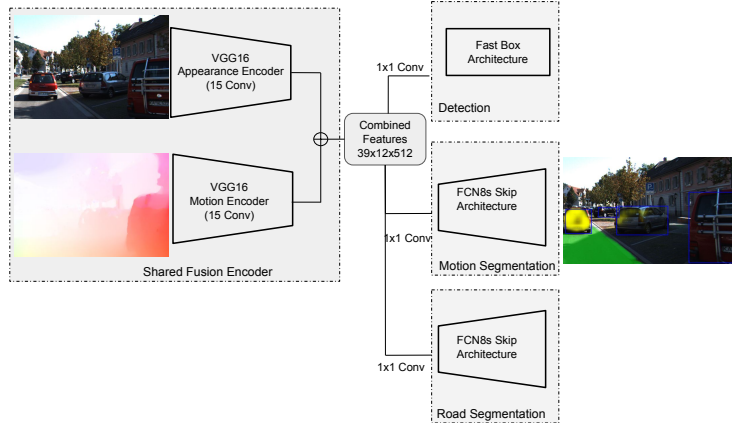 VGG16
Appearance Encoder
(15 Conv)
VGG16
Motion Encoder
(15 Conv)
Shared Fusion Encoder
Combined
Features
39x12x512
1x1 Conv
Fast Box
Architecture
Detection
1x1 Conv
FCN8s Skip
Architecture
Motion Segmentation
1x1 Conv
FCN8s Skip
Architecture
Road Segmentation